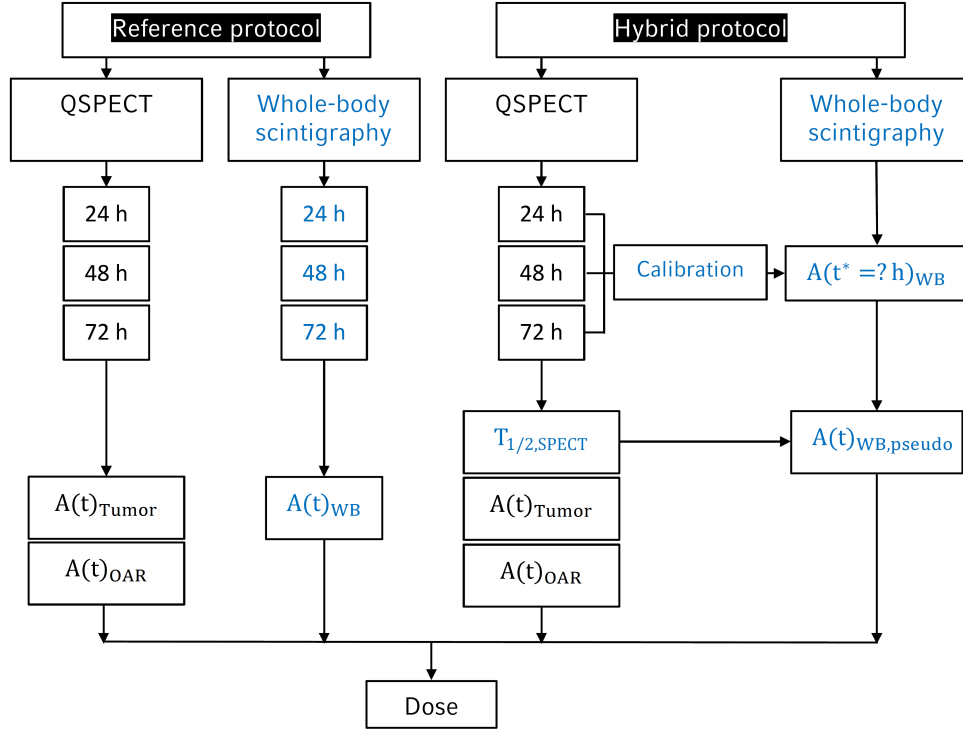 Reference protocol
Hybrid protocol
QSPECT
Whole-body
scintigraphy
QSPECT
Whole-body
scintigraphy
24 h
48 h
72 h
24 h
48 h
72 h
24 h
48 h
72 h
Calibration
A(t* =? h)WB
T1/2,SPECT
A(t)WB,pseudo
A(t)Tumor
A(t)OAR
A(t)WB
A(t)Tumor
A(t)OAR
Dose